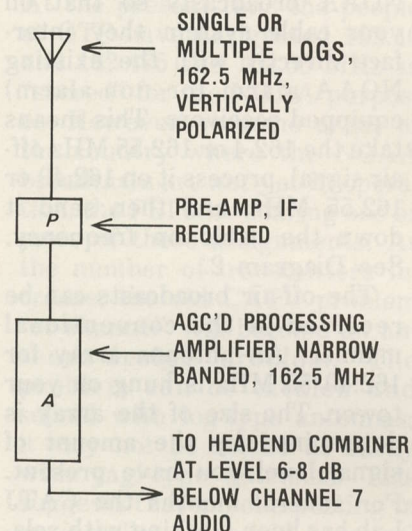 SINGLE OR
MULTIPLE LOGS,
162.5 MHz,
VERTICALLY
POLARIZED
P
PRE-AMP, IF
REQUIRED
AGC'D PROCESSING
AMPLIFIER, NARROW
BANDED, 162.5 MHz
A
TO HEADEND COMBINER
AT LEVEL 6-8 dB
BELOW CHANNEL 7
AUDIO